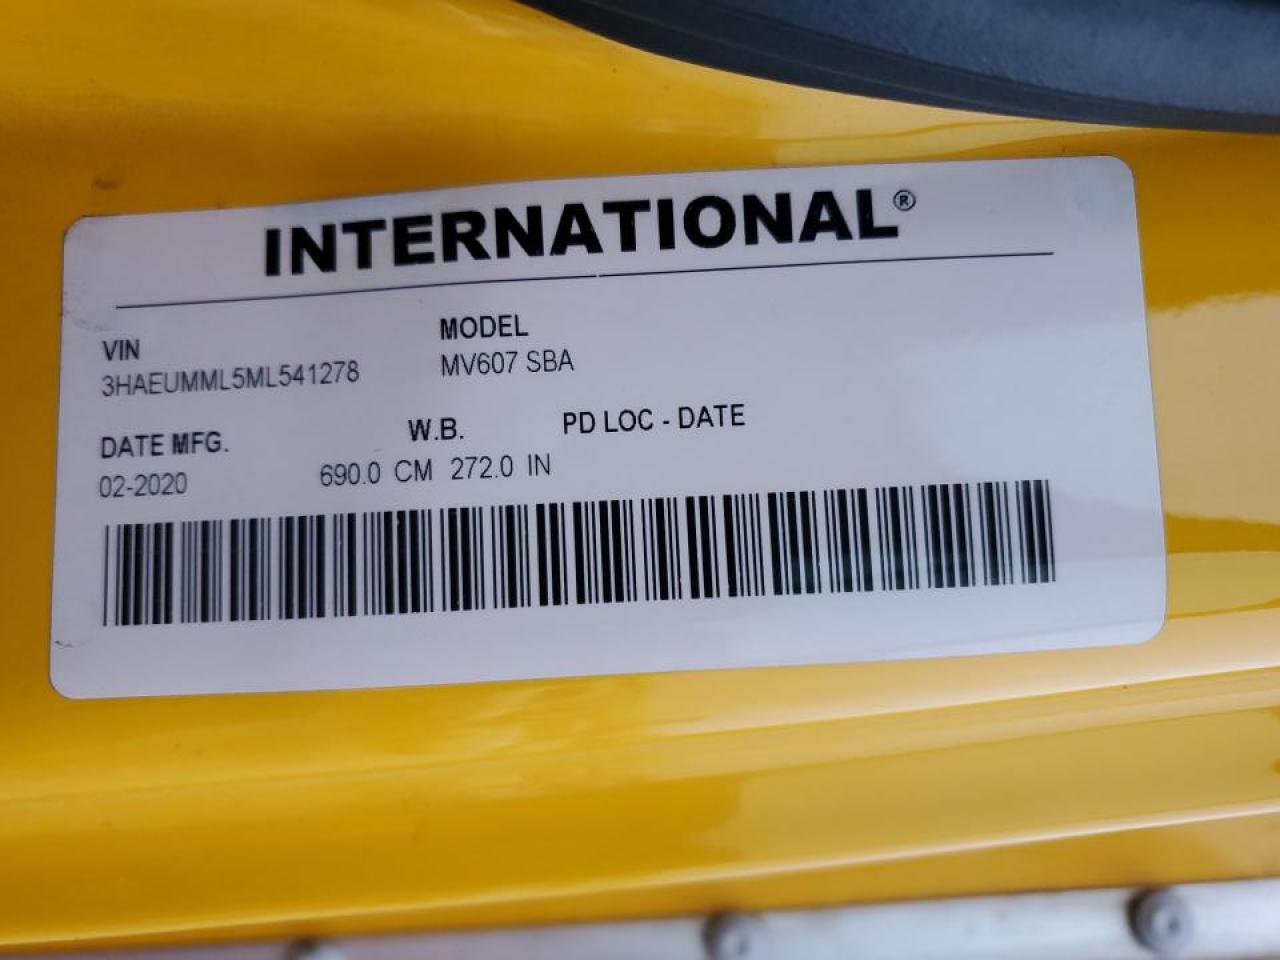 INTERNATIONAL®
VIN
3HAEUMML5ML541278
MODEL
MV607 SBA
DATE MFG.
02-2020
W.B.
690.0 CM 272.0 IN
PD LOC - DATE